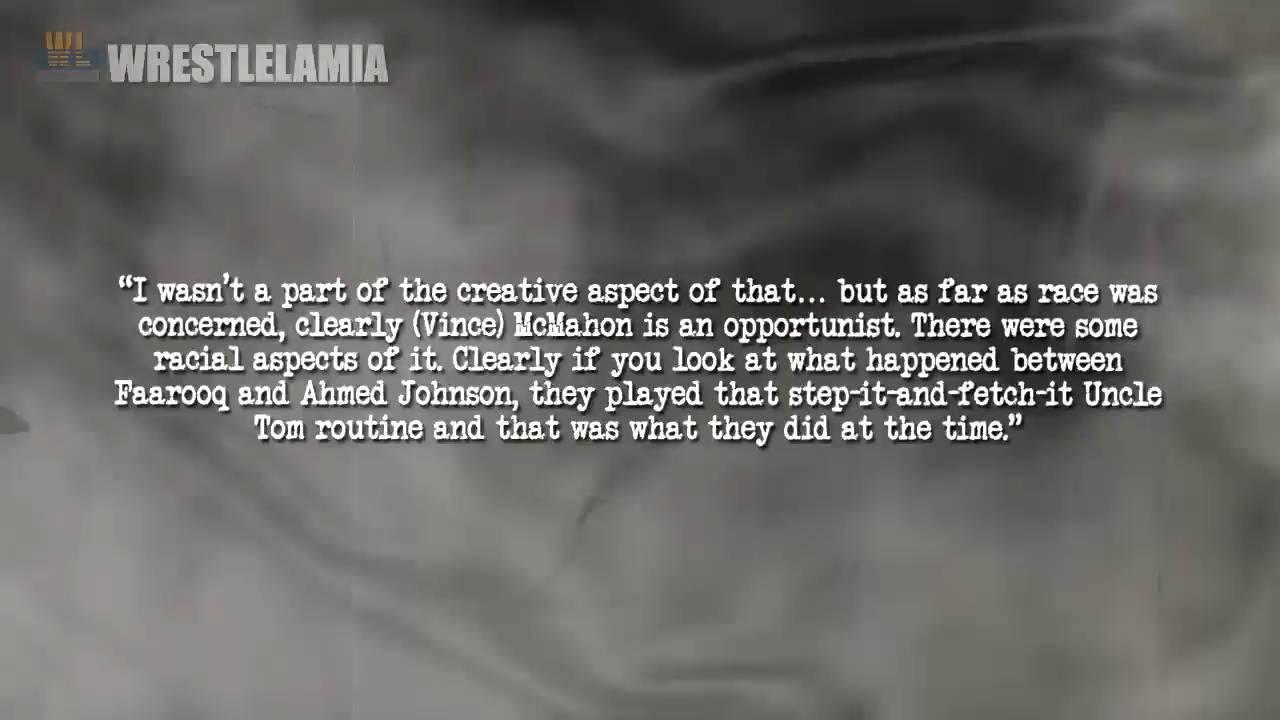 WL
WRESTLELAMIA
“I wasn’t a part of the creative aspect of that... but as far as race was
concerned, clearly (Vince) McMahon is an opportunist. There were some
racial aspects of it. Clearly if you look at what happened between
Faarooq and Ahmed Johnson, they played that step-it-and-fetch-it Uncle
Tom routine and that was what they did at the time.”